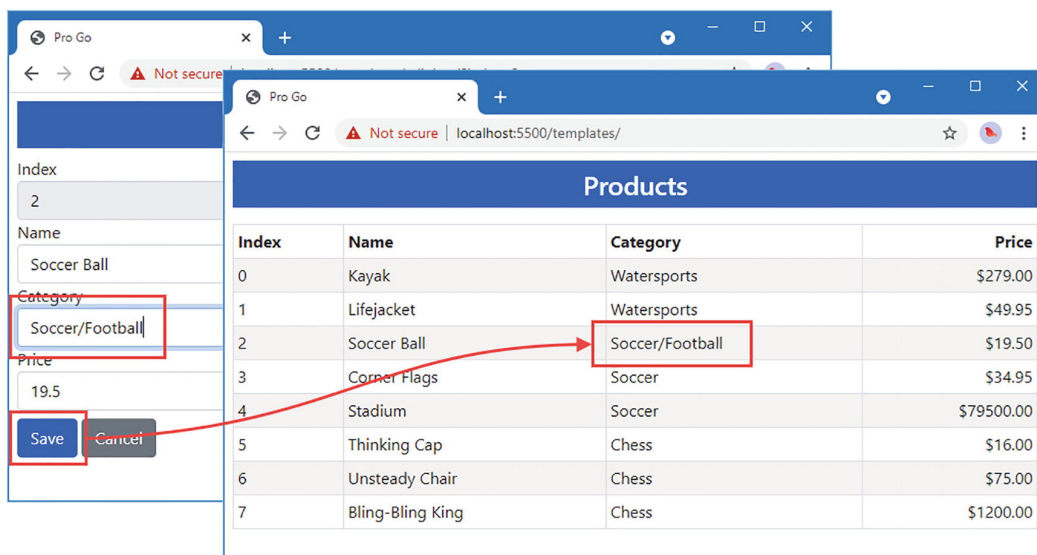 Pro Go
Not secure
Index
2
Name
Soccer Ball
Category
Soccer/Football
Price
19.5
Save Cancel
Pro Go
Not secure localhost:5500/templates/
Products
Index Name Category Price
0 Kayak Watersports $279.00
1 Lifejacket Watersports $49.95
2 Soccer Ball Soccer/Football $19.50
3 Corner Flags Soccer $34.95
4 Stadium Soccer $79500.00
5 Thinking Cap Chess $16.00
6 Unsteady Chair Chess $75.00
7 Bling-Bling King Chess $1200.00